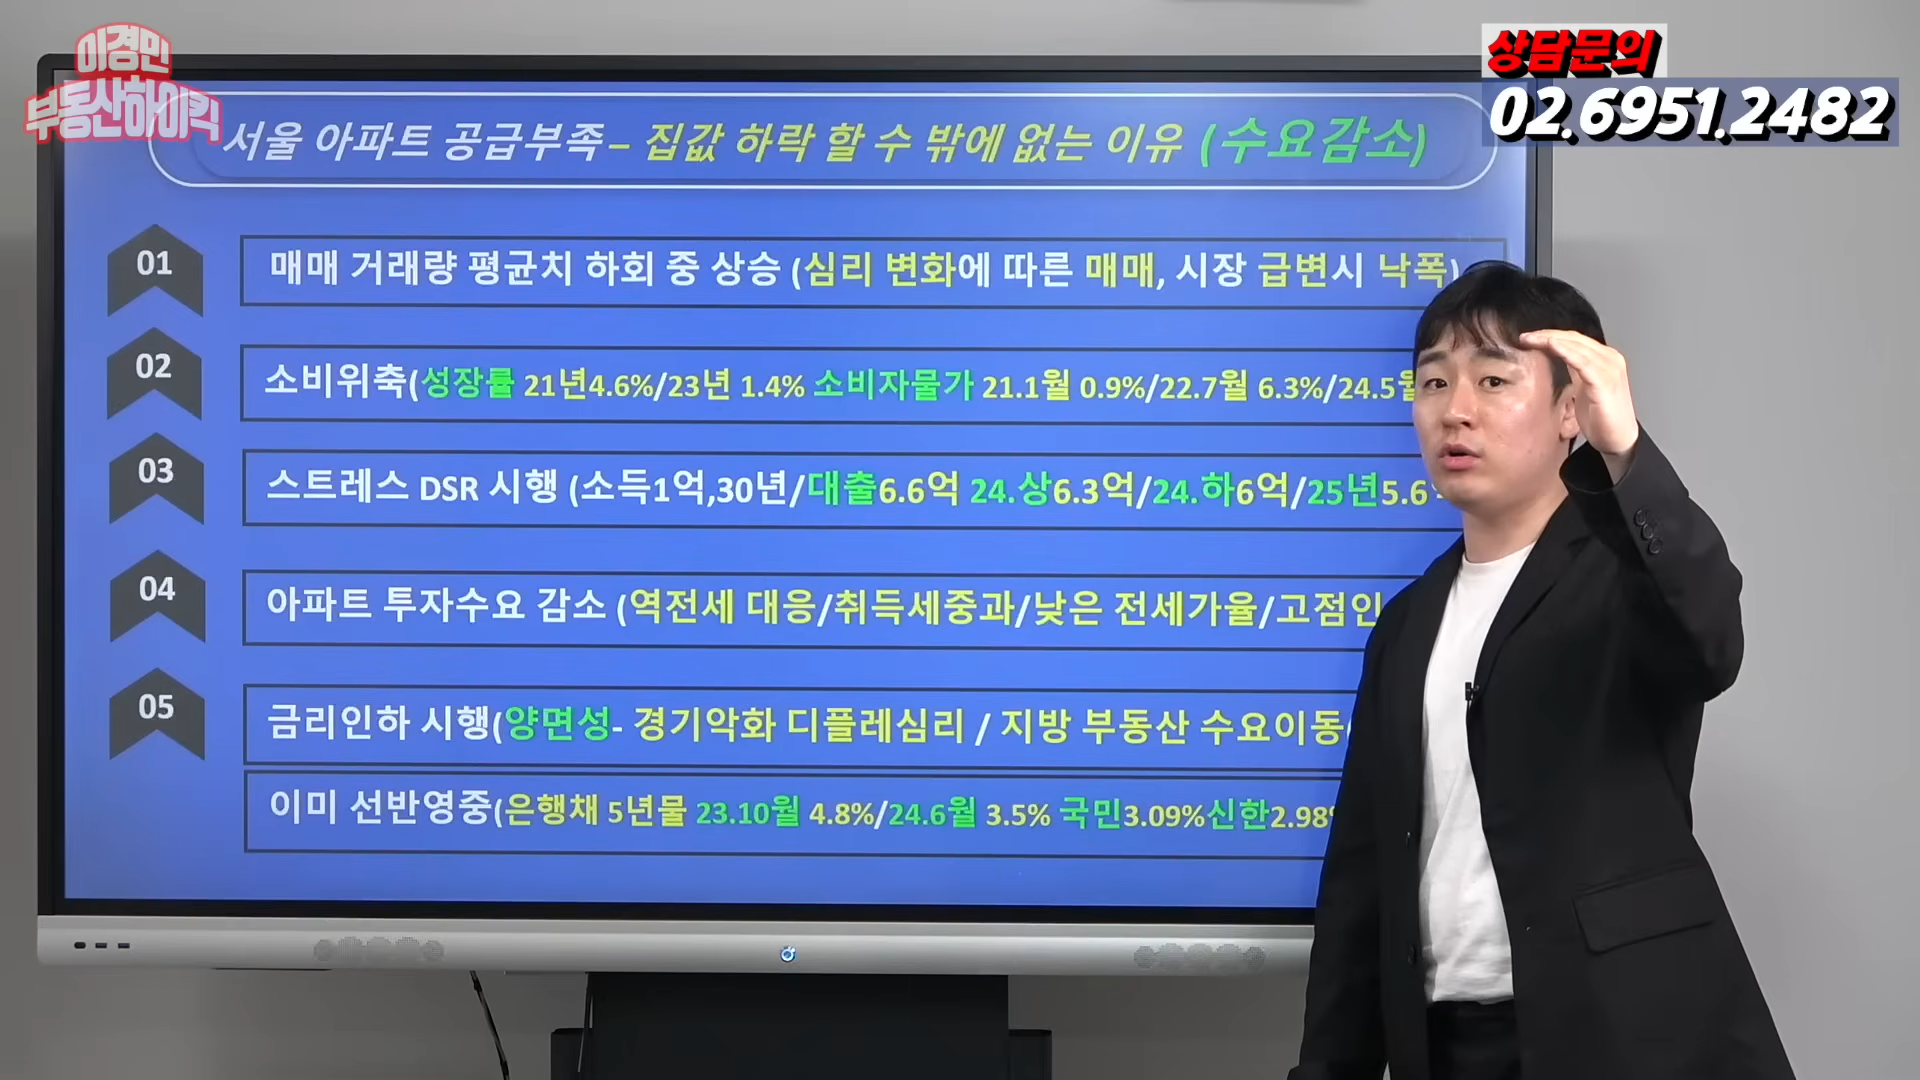 이경민
부동산하이킥
상담문의
02.6951.2482
서울 아파트 공급부족 – 집값 하락 할 수 밖에 없는 이유 (수요감소)
01
매매 거래량 평균치 하회 중 상승 (심리 변화에 따른 매매, 시장 급변시 낙폭)
02
소비위축(성장률 21년4.6%/23년 1.4% 소비자물가 21.1월 0.9%/22.7월 6.3%/24.5월
03
스트레스 DSR 시행 (소득1억,30년/대출6.6억 24.상6.3억/24.하6억/25년5.6
04
아파트 투자수요 감소 (역전세 대응/취득세중과/낮은 전세가율/고점인
05
금리인하 시행(양면성- 경기악화 디플레심리 / 지방 부동산 수요이동
이미 선반영중(은행채 5년물 23.10월 4.8%/24.6월 3.5% 국민3.09%신한2.98